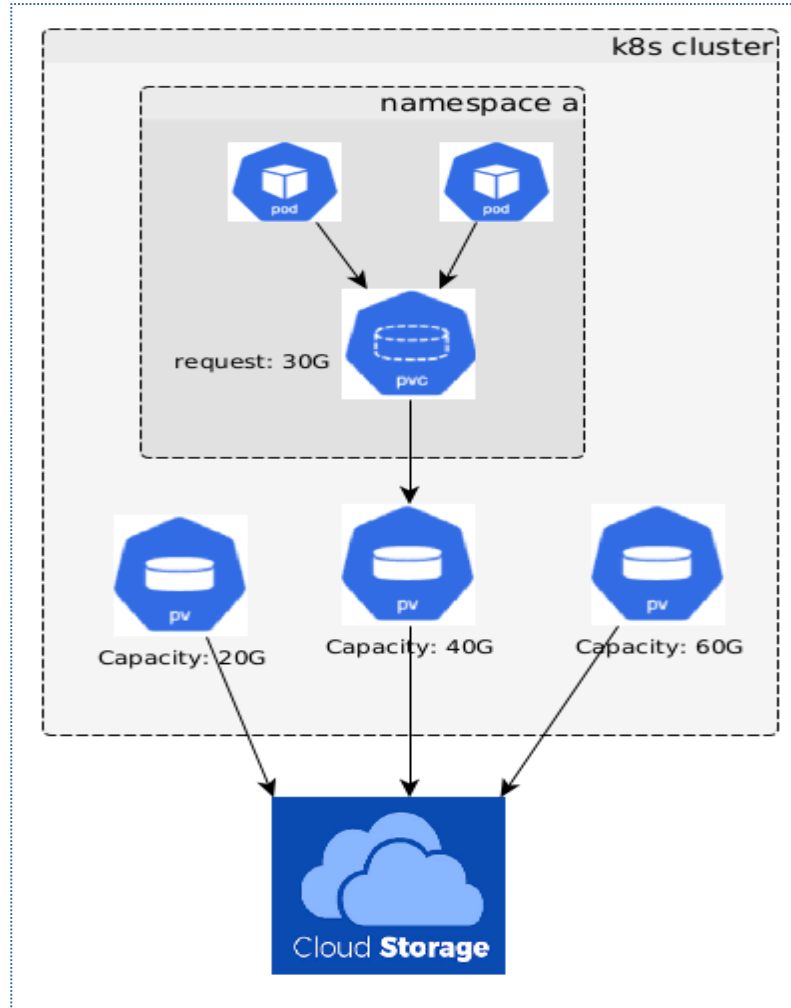 k8s cluster
namespace a
pod
pod
request: 30G
pvc
pv
pv
pv
Capacity: 20G
Capacity: 40G
Capacity: 60G
Cloud Storage